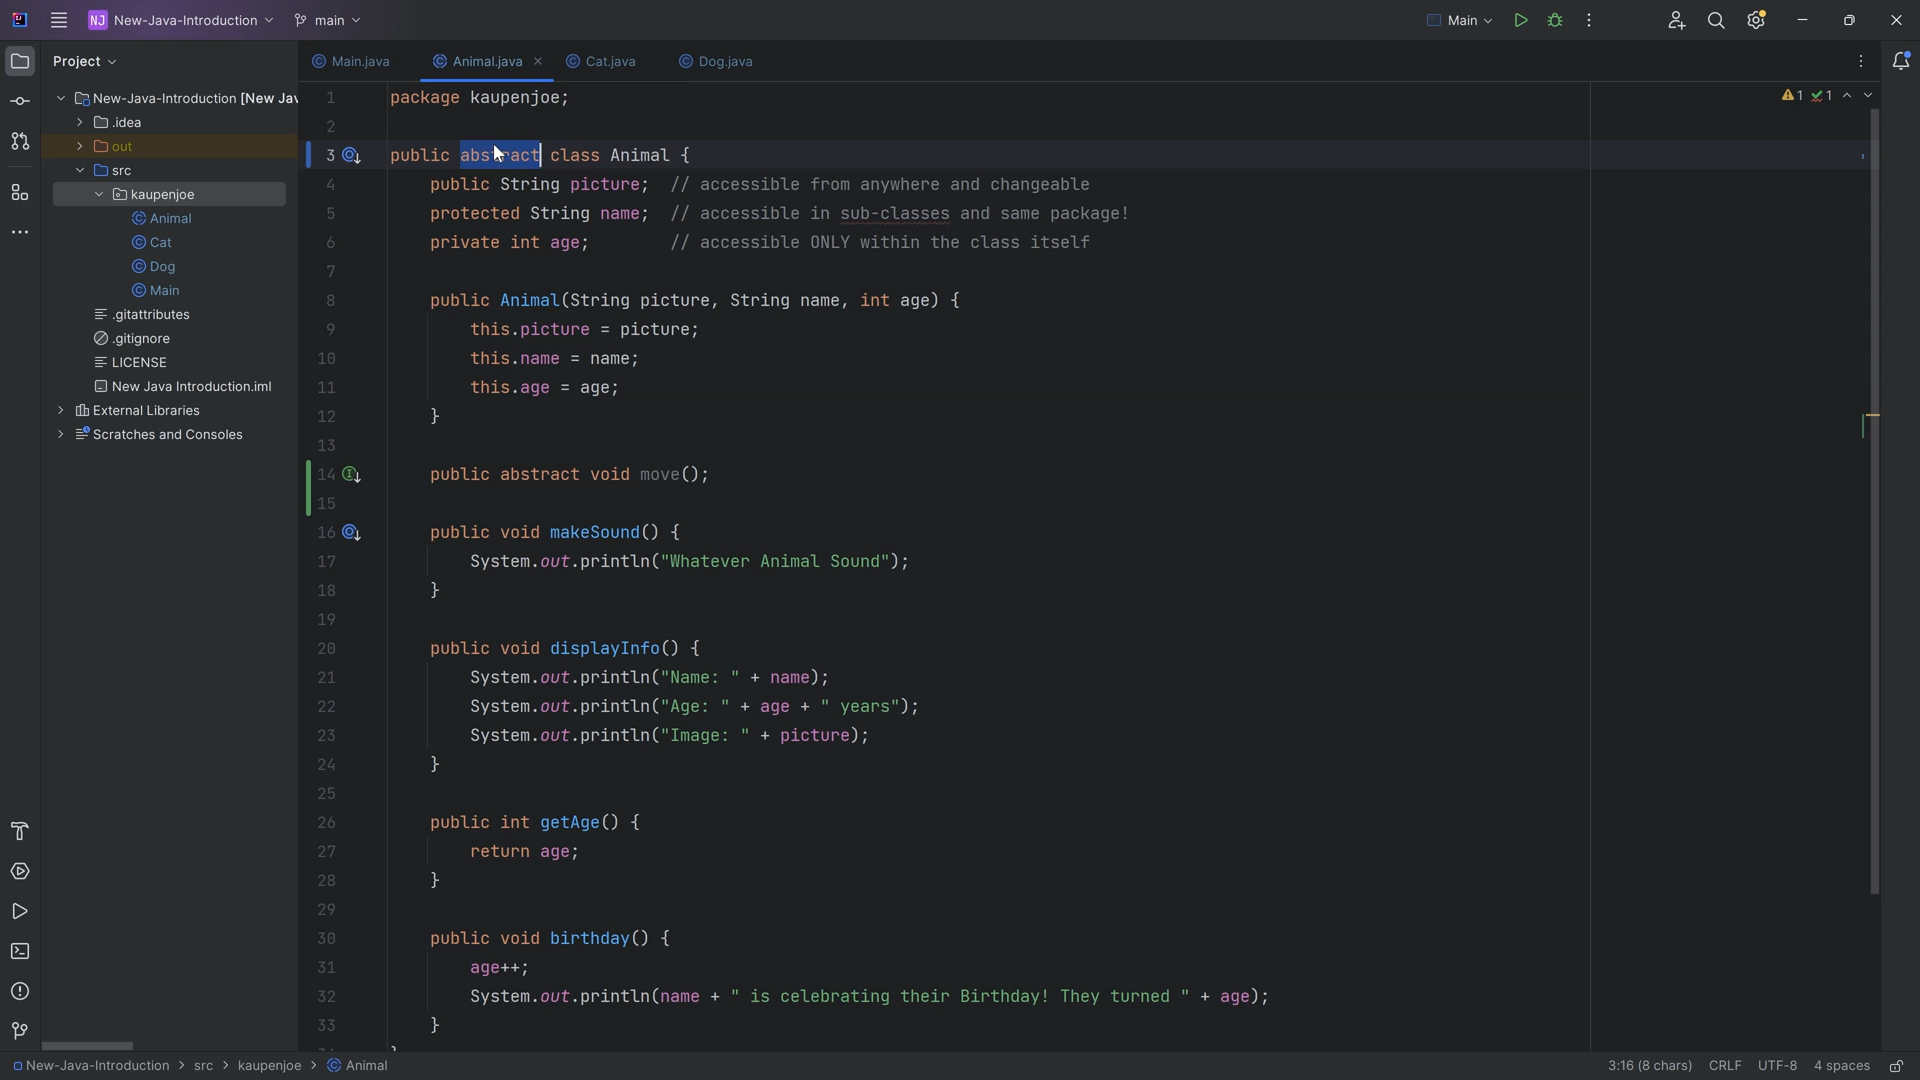 NJ New-Java-Introduction main Main
Project
Main.java Animal.java Cat.java Dog.java
New-Java-Introduction [New Jav
.idea
out
src
kaupenjoe
Animal
Cat
Dog
Main
.gitattributes
.gitignore
LICENSE
New Java Introduction.iml
External Libraries
Scratches and Consoles
1 1
1 package kaupenjoe;
2
3 public abstract class Animal {
4 public String picture; // accessible from anywhere and changeable
5 protected String name; // accessible in sub-classes and same package!
6 private int age; // accessible ONLY within the class itself
7
8 public Animal(String picture, String name, int age) {
9 this.picture = picture;
10 this.name = name;
11 this.age = age;
12 }
13
14 public abstract void move();
15
16 public void makeSound() {
17 System.out.println("Whatever Animal Sound");
18 }
19
20 public void displayInfo() {
21 System.out.println("Name: " + name);
22 System.out.println("Age: " + age + " years");
23 System.out.println("Image: " + picture);
24 }
25
26 public int getAge() {
27 return age;
28 }
29
30 public void birthday() {
31 age++;
32 System.out.println(name + " is celebrating their Birthday! They turned " + age);
33 }
New-Java-Introduction > src > kaupenjoe > Animal
3:16 (8 chars) CRLF UTF-8 4 spaces